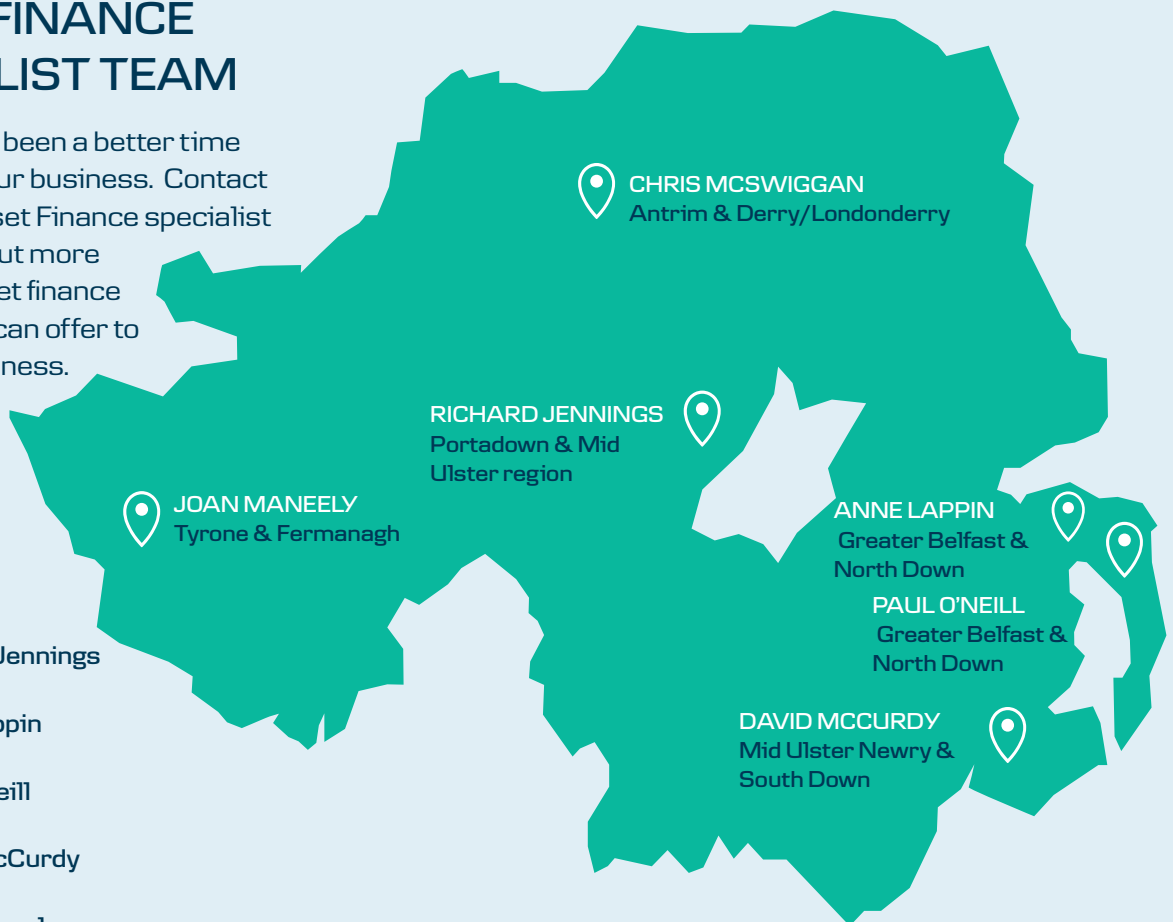 FINANCE
LIST TEAM
been a better time
ur business. Contact
set Finance specialist
ut more
et finance
can offer to
ness.
CHRIS MCSWIGGAN
Antrim & Derry/Londonderry
RICHARD JENNINGS
Portadown & Mid
Ulster region
JOAN MANEELY
Tyrone & Fermanagh
ANNE LAPPIN
Greater Belfast &
North Down
PAUL O'NEILL
Greater Belfast &
North Down
DAVID MCCURDY
Mid Ulster Newry &
South Down
Jennings
ppin
eill
cCurdy